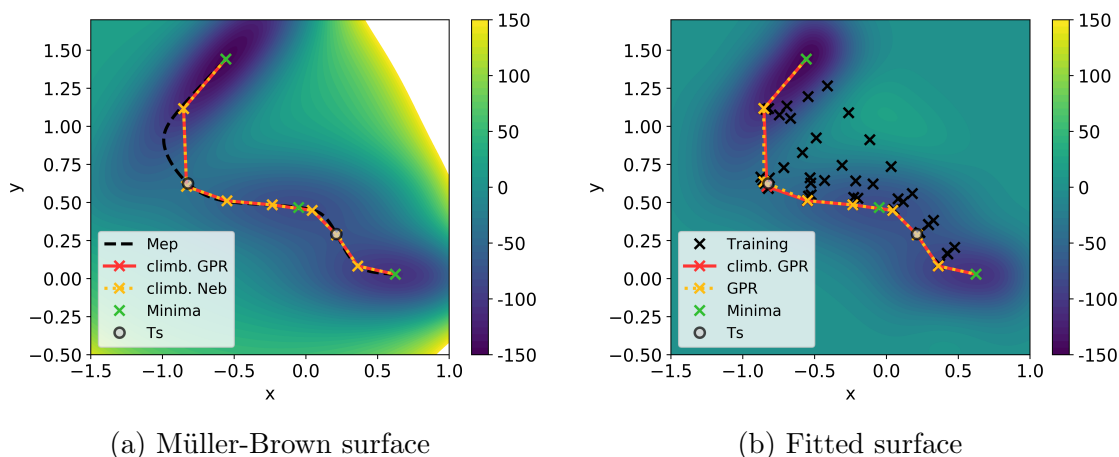 1.50
1.25
1.00
0.75
0.50
0.25
0.00
−0.25
−0.50
y
−1.5 −1.0 −0.5 0.0 0.5 1.0
x
Mep
climb. GPR
climb. Neb
Minima
Ts
150
100
50
0
−50
−100
−150
(a) Müller-Brown surface
1.50
1.25
1.00
0.75
0.50
0.25
0.00
−0.25
−0.50
y
−1.5 −1.0 −0.5 0.0 0.5 1.0
x
Training
climb. GPR
GPR
Minima
Ts
150
100
50
0
−50
−100
−150
(b) Fitted surface